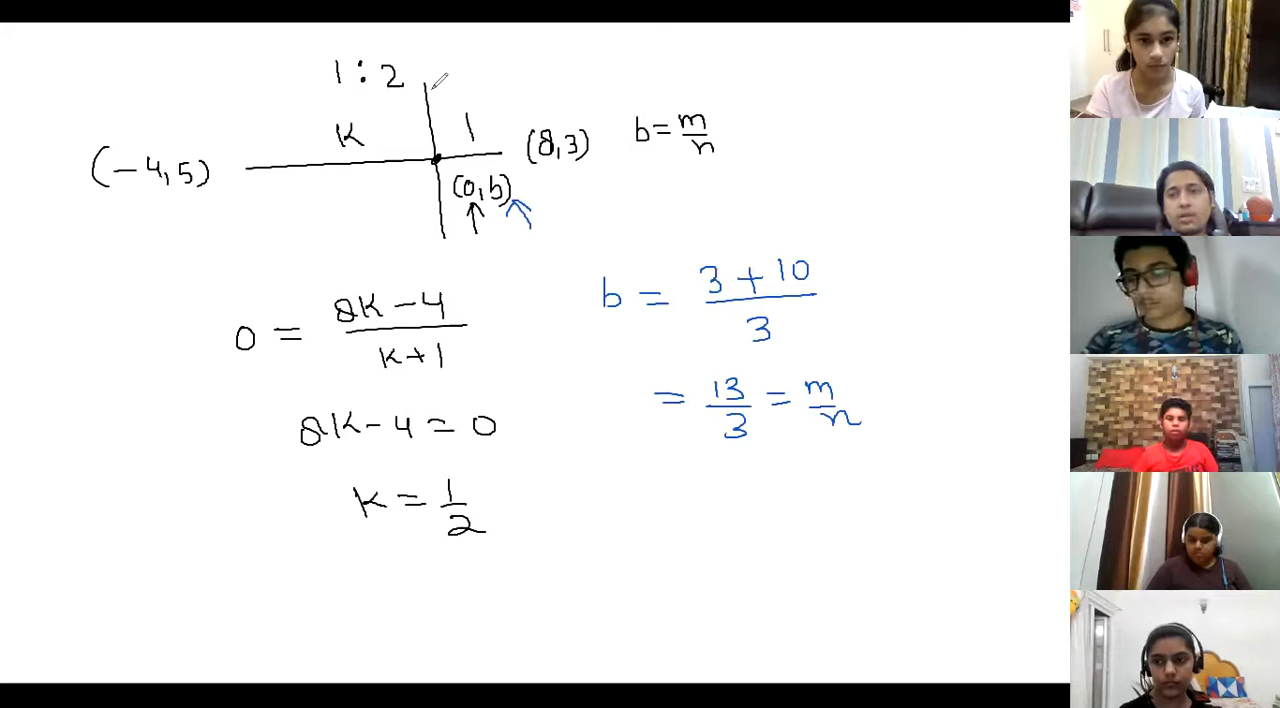 1 : 2
K 1
(-4,5) (8,3) b = m/n
(0,b)
0 = 8K-4/K+1
b = 3+10/3
8K-4=0
= 13/3 = m/n
K = 1/2